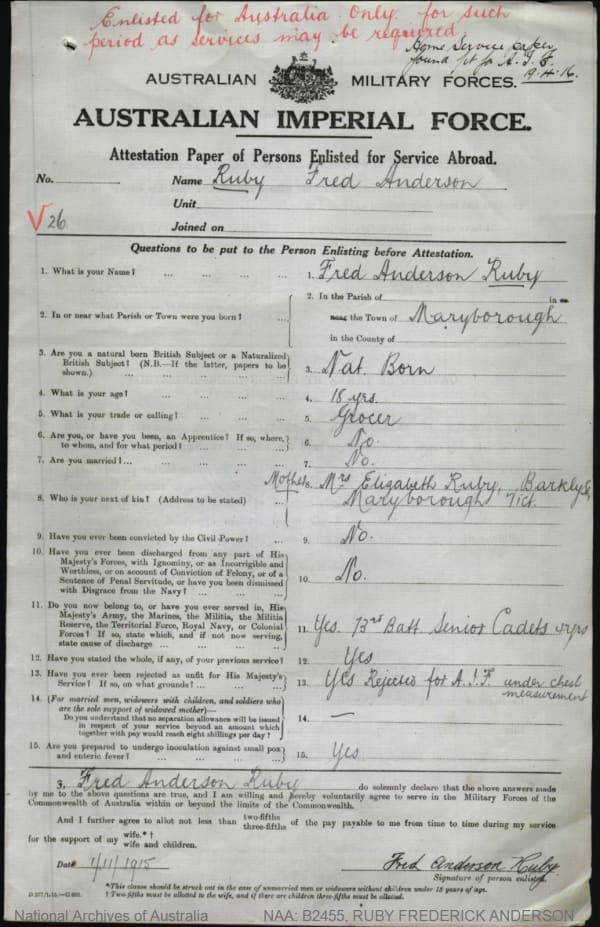 Enlisted for Australia only. for such
period as services may be required
Home Service paper
found fit for A.I.F.
19.4.16.
AUSTRALIAN MILITARY FORCES.
AUSTRALIAN IMPERIAL FORCE.
Attestation Paper of Persons Enlisted for Service Abroad.
No. Name Ruby Fred Anderson
Unit
√26
Joined on
Questions to be put to the Person Enlisting before Attestation.
1. What is your Name? ... ... ... 1. Fred Anderson Ruby
2. In or near what Parish or Town were you born? ... 2. In the Parish of in or
near the Town of Maryborough
in the County of
3. Are you a natural born British Subject or a Naturalized
British Subject? (N.B.—If the latter, papers to be
shown.) ... ... ... ... 3. Nat. Born
4. What is your age? ... ... ... 4. 18 yrs.
5. What is your trade or calling? ... ... 5. Grocer
6. Are you, or have you been, an Apprentice? If so, where,
to whom, and for what period? ... ... 6. No.
7. Are you married?... ... ... ... 7. No.
8. Who is your next of kin? (Address to be stated) ... Mother 8. Mrs Elizabeth Ruby, Barkly St
Maryborough Vict.
9. Have you ever been convicted by the Civil Power? ... 9. No.
10. Have you ever been discharged from any part of His
Majesty's Forces, with Ignominy, or as Incorrigible and
Worthless, or on account of Conviction of Felony, or of a
Sentence of Penal Servitude, or have you been dismissed
with Disgrace from the Navy? ... ... ... 10. No.
11. Do you now belong to, or have you ever served in, His
Majesty's Army, the Marines, the Militia, the Militia
Reserve, the Territorial Force, Royal Navy, or Colonial
Forces? If so, state which, and if not now serving,
state cause of discharge ... ... ... 11. Yes. 73rd Batt Senior Cadets 4 yrs
12. Have you stated the whole, if any, of your previous service? 12. Yes
13. Have you ever been rejected as unfit for His Majesty's
Service? If so, on what grounds? ... ... 13. Yes Rejected for A.I.F. under chest
measurement
14. (For married men, widowers with children, and soldiers who
are the sole support of widowed mother)—
Do you understand that no separation allowance will be issued
in respect of your service beyond an amount which
together with pay would reach eight shillings per day? 14. —
15. Are you prepared to undergo inoculation against small pox
and enteric fever? ... ... ... 15. Yes.
I, Fred Anderson Ruby do solemnly declare that the above answers made
by me to the above questions are true, and I am willing and hereby voluntarily agree to serve in the Military Forces of the
Commonwealth of Australia within or beyond the limits of the Commonwealth.
And I further agree to allot not less than two-fifths
three-fifths of the pay payable to me from time to time during my service
for the support of my wife.*†
wife and children.
Date 1/11/1915 Fred Anderson Ruby
Signature of person enlisted.
*This clause should be struck out in the case of unmarried men or widowers without children under 18 years of age.
† Two-fifths must be allotted to the wife, and if there are children three-fifths must be allotted.
National Archives of Australia NAA: B2455, RUBY FREDERICK ANDERSON